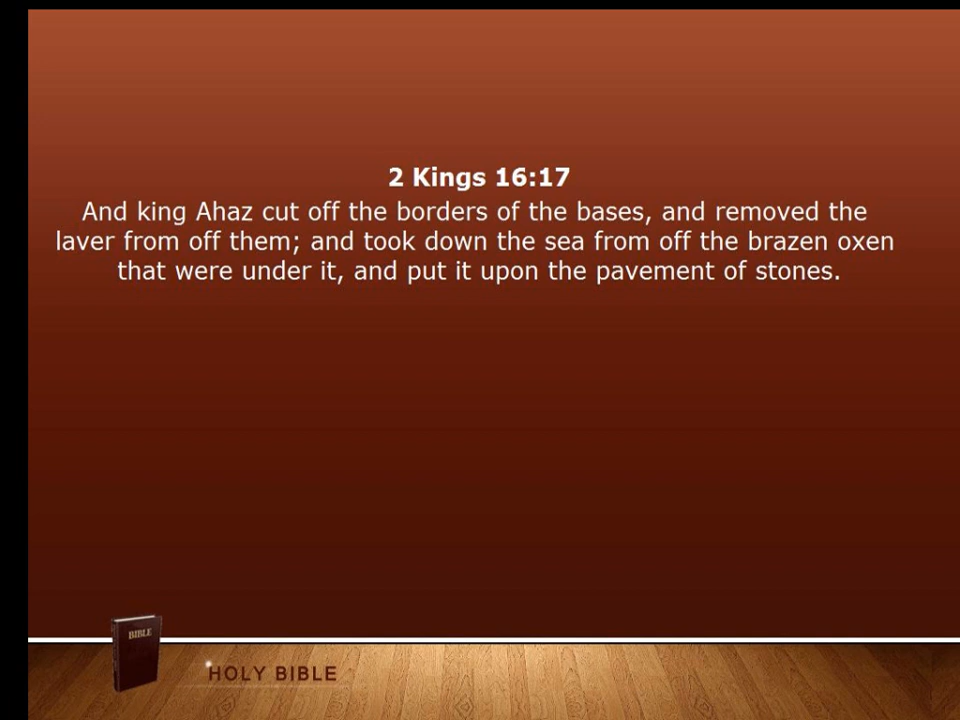 2 Kings 16:17
And king Ahaz cut off the borders of the bases, and removed the
laver from off them; and took down the sea from off the brazen oxen
that were under it, and put it upon the pavement of stones.
BIBLE
HOLY BIBLE